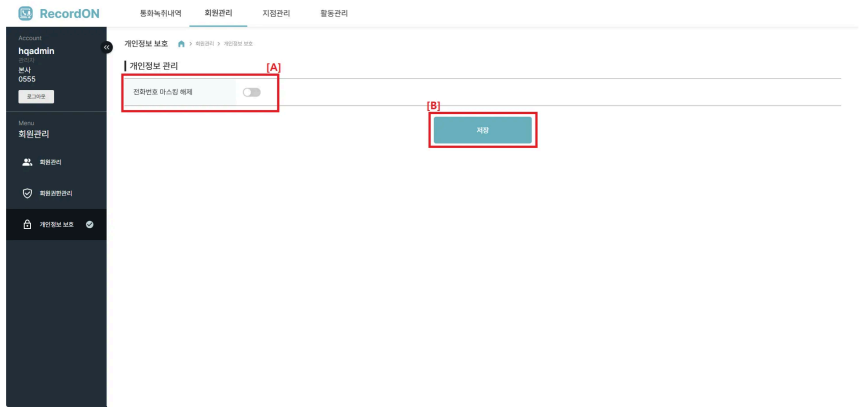 RecordON
통화녹취내역 회원관리 지점관리 활동관리
Account
hqadmin
관리자
본사
0555
로그아웃
Menu
회원관리
회원관리
회원권한관리
개인정보 보호
개인정보 보호 > 회원관리 > 개인정보 보호
개인정보 관리
[A]
전화번호 마스킹 해제
[B]
저장